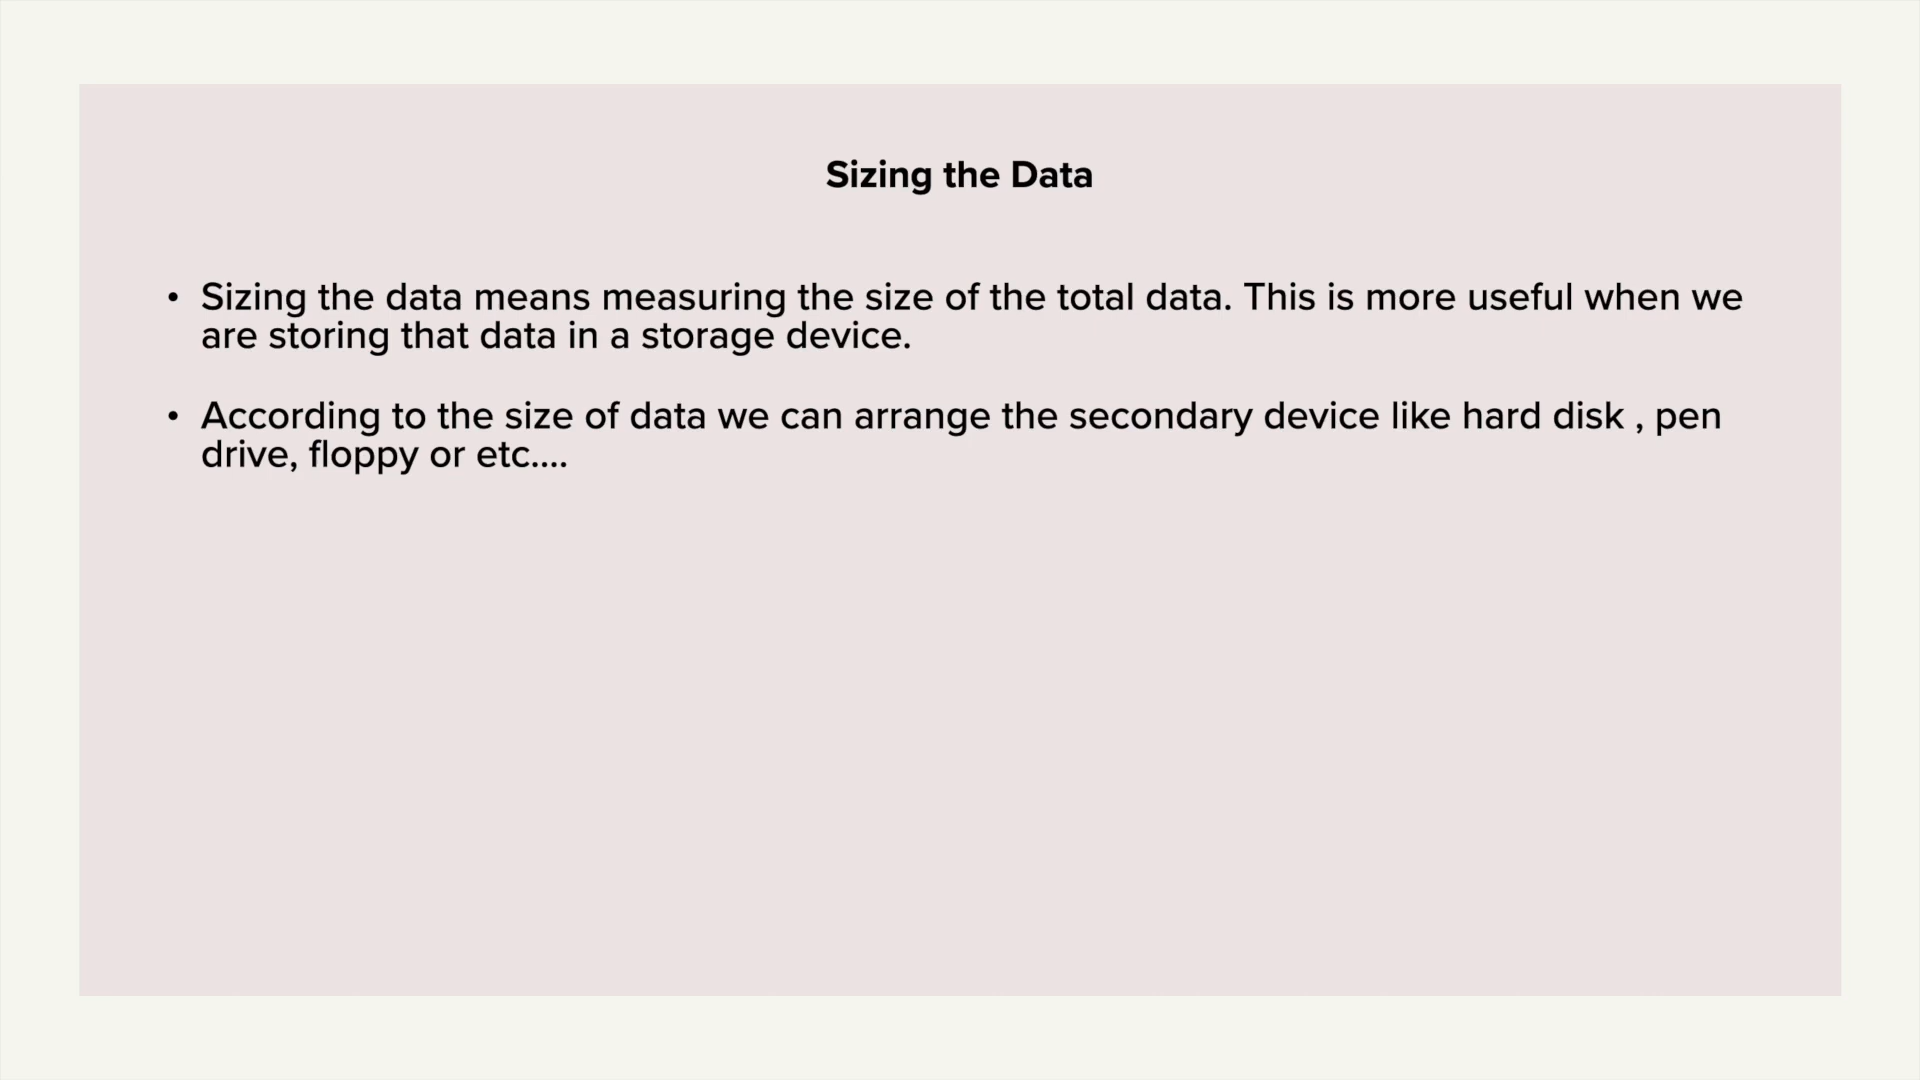 Sizing the Data
• Sizing the data means measuring the size of the total data. This is more useful when we
are storing that data in a storage device.
• According to the size of data we can arrange the secondary device like hard disk , pen
drive, floppy or etc....